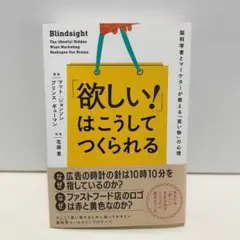 脳科学者とマーケターが教える「買い物」の心理
Blindsight
The (Mostly) Hidden
Ways Marketing
Reshapes Our Brains
マット・ジョンソン
プリンス・ギューマン
花塚 恵
「欲しい!」
はこうして
つくられる
なぜ 広告の時計の針は10時10分を
指しているのか?
なぜ ファストフード店のロゴ
は赤と黄色なのか?